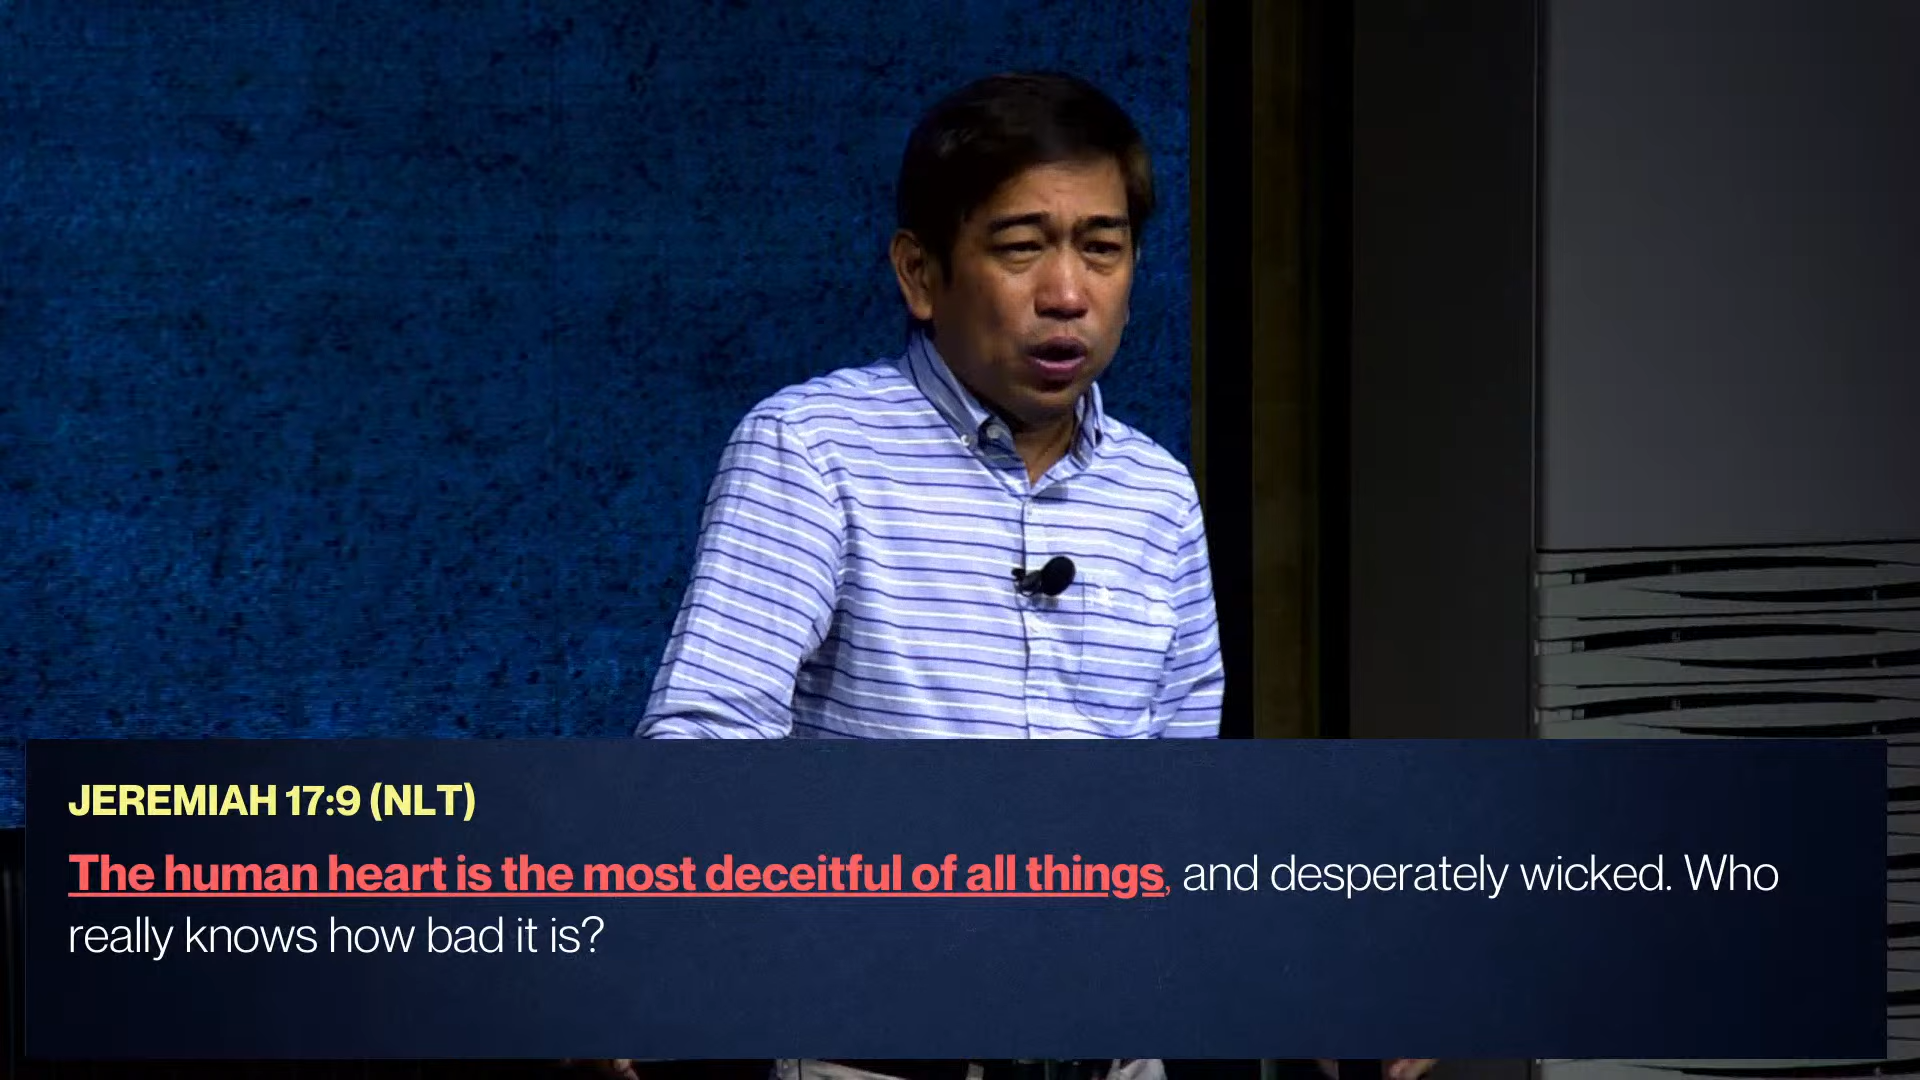 JEREMIAH 17:9 (NLT)
The human heart is the most deceitful of all things, and desperately wicked. Who
really knows how bad it is?